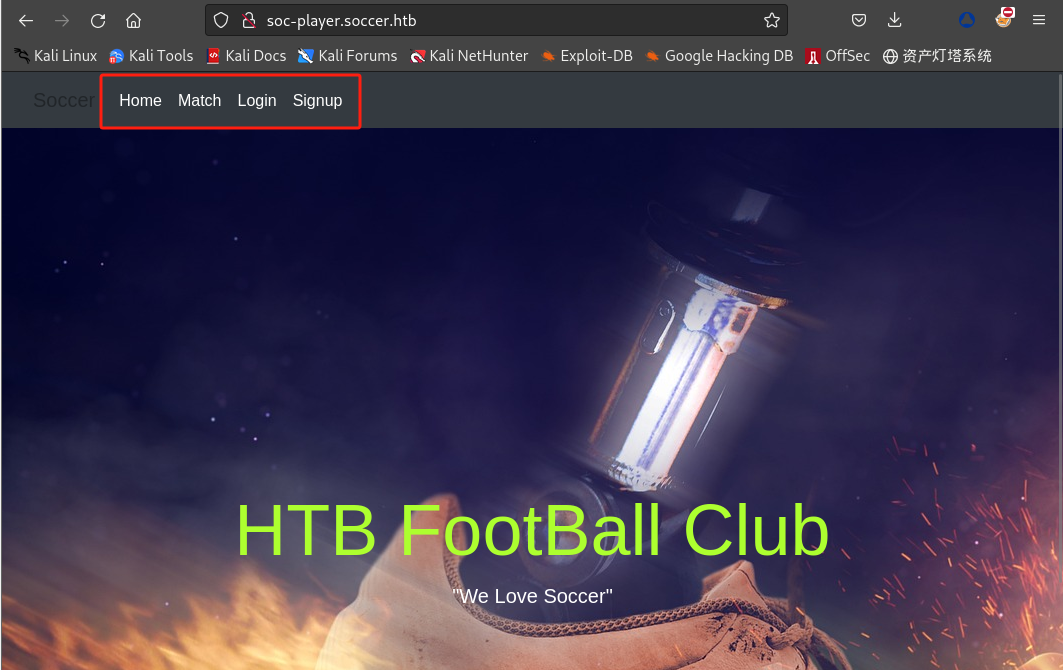 soc-player.soccer.htb
Kali Linux Kali Tools Kali Docs Kali Forums Kali NetHunter Exploit-DB Google Hacking DB OffSec 资产灯塔系统
Soccer Home Match Login Signup
HTB FootBall Club
"We Love Soccer"